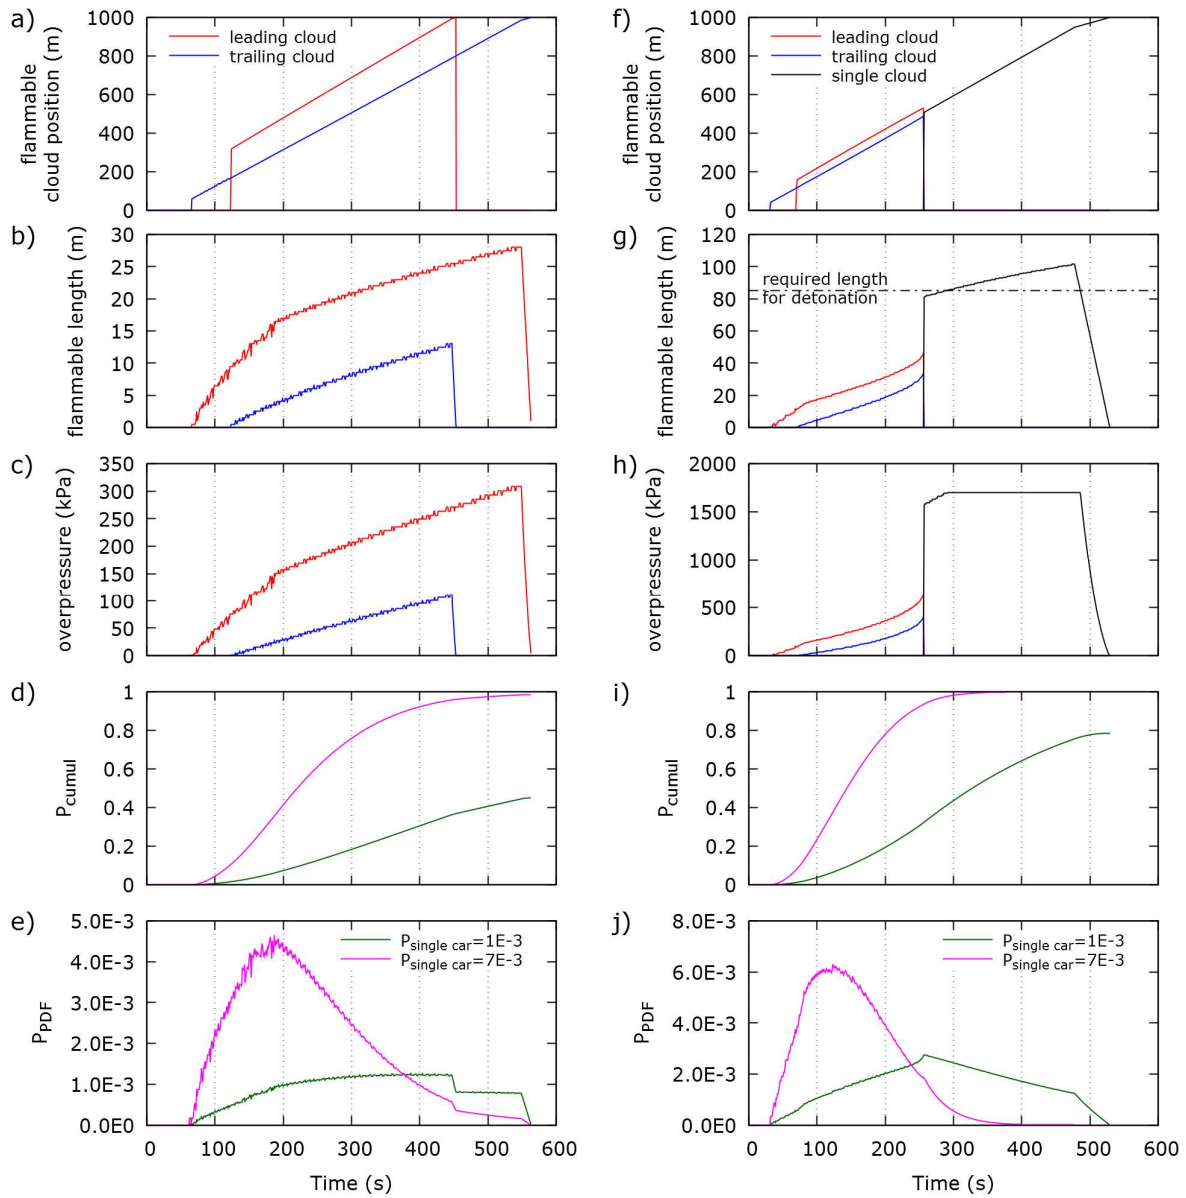 a)
flammable
cloud position (m)
1000
800
600
400
200
0
leading cloud
trailing cloud
f)
flammable
cloud position (m)
1000
800
600
400
200
0
leading cloud
trailing cloud
single cloud
b)
flammable length (m)
30
25
20
15
10
5
0
g)
flammable length (m)
120
100
80
60
40
20
0
required length
for detonation
c)
overpressure (kPa)
350
300
250
200
150
100
50
0
h)
overpressure (kPa)
2000
1500
1000
500
0
d)
Pcumul
1
0.8
0.6
0.4
0.2
0
i)
Pcumul
1
0.8
0.6
0.4
0.2
0
e)
PPDF
5.0E-3
4.0E-3
3.0E-3
2.0E-3
1.0E-3
0.0E0
Psingle car=1E-3
Psingle car=7E-3
0 100 200 300 400 500 600
Time (s)
j)
PPDF
8.0E-3
6.0E-3
4.0E-3
2.0E-3
0.0E0
Psingle car=1E-3
Psingle car=7E-3
0 100 200 300 400 500 600
Time (s)